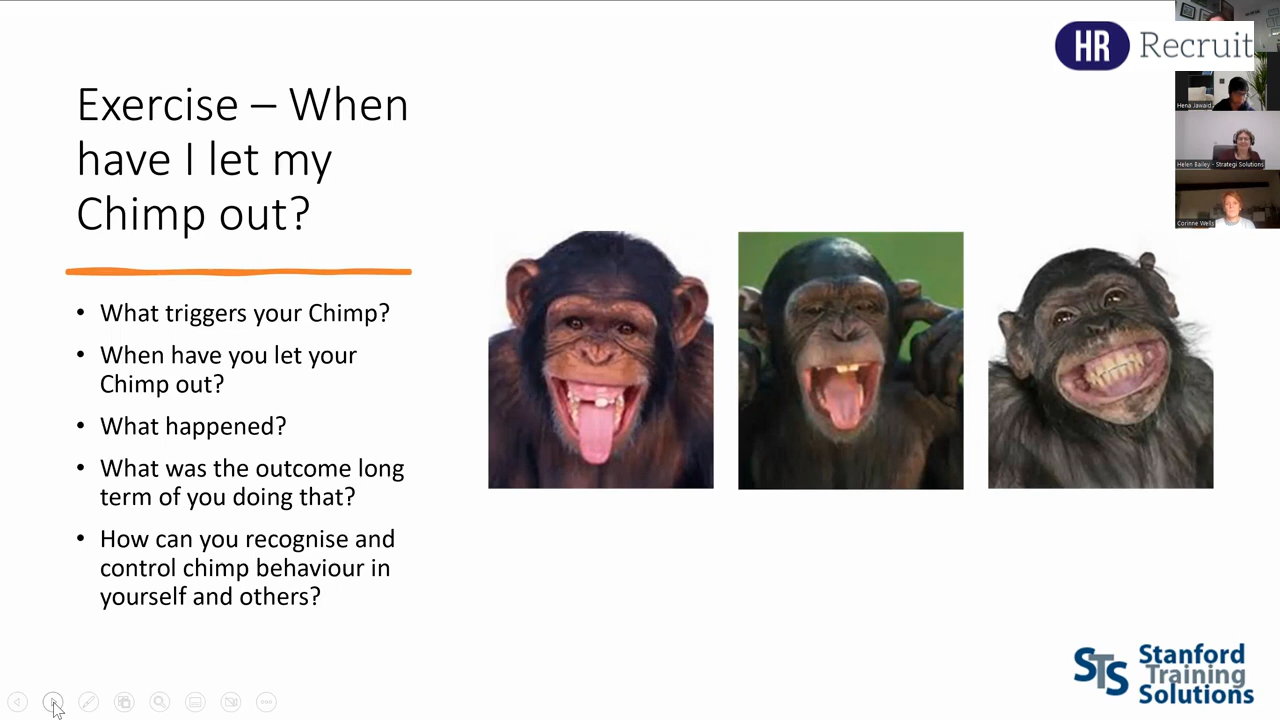 HR Recruit
Exercise – When
have I let my
Chimp out?
• What triggers your Chimp?
• When have you let your
Chimp out?
• What happened?
• What was the outcome long
term of you doing that?
• How can you recognise and
control chimp behaviour in
yourself and others?
Hena Jawaid
Helen Bailey - Strategi Solutions
Corinne Wells
STS
Stanford
Training
Solutions